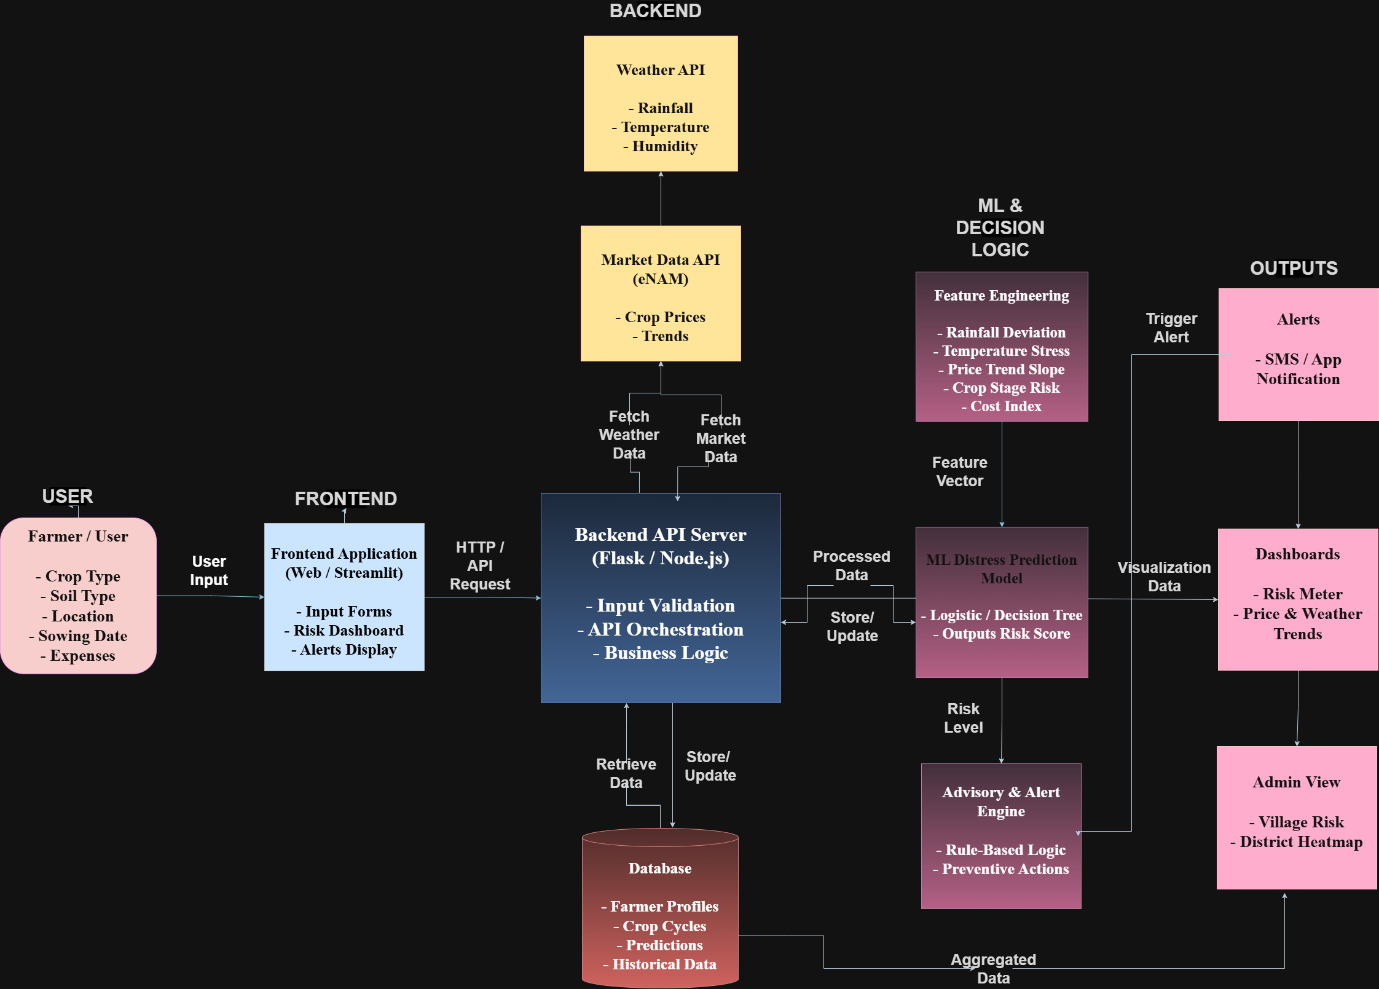 BACKEND
Weather API
- Rainfall
- Temperature
- Humidity
Market Data API
(eNAM)
- Crop Prices
- Trends
Fetch
Weather
Data
Fetch
Market
Data
USER
Farmer / User
- Crop Type
- Soil Type
- Location
- Sowing Date
- Expenses
User
Input
FRONTEND
Frontend Application
(Web / Streamlit)
- Input Forms
- Risk Dashboard
- Alerts Display
HTTP /
API
Request
Backend API Server
(Flask / Node.js)
- Input Validation
- API Orchestration
- Business Logic
Retrieve
Data
Store/
Update
Database
- Farmer Profiles
- Crop Cycles
- Predictions
- Historical Data
Processed
Data
Store/
Update
ML &
DECISION
LOGIC
Feature Engineering
- Rainfall Deviation
- Temperature Stress
- Price Trend Slope
- Crop Stage Risk
- Cost Index
Feature
Vector
ML Distress Prediction
Model
- Logistic / Decision Tree
- Outputs Risk Score
Risk
Level
Advisory & Alert
Engine
- Rule-Based Logic
- Preventive Actions
Trigger
Alert
Visualization
Data
Aggregated
Data
OUTPUTS
Alerts
- SMS / App
Notification
Dashboards
- Risk Meter
- Price & Weather
Trends
Admin View
- Village Risk
- District Heatmap